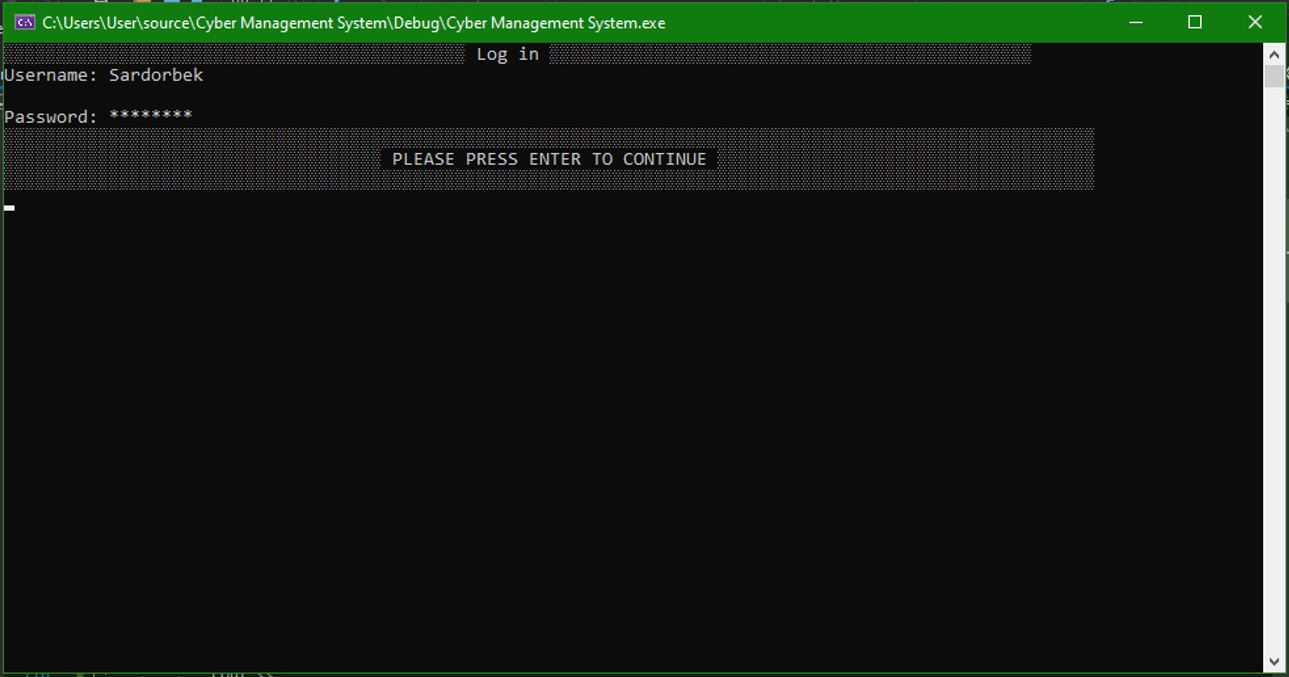 C:\Users\User\source\Cyber Management System\Debug\Cyber Management System.exe
Log in
Username: Sardorbek
Password: ********
PLEASE PRESS ENTER TO CONTINUE